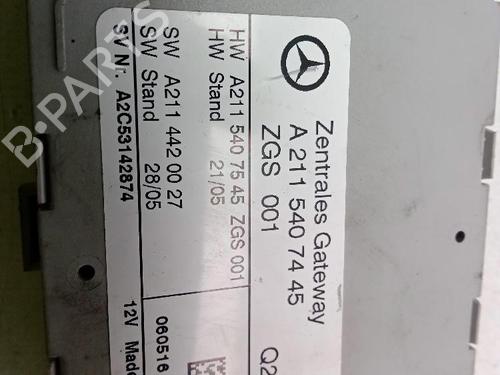 Zentrales Gateway
A 211 540 74 45
ZGS 001
Q2
HW A211 540 75 45 ZGS 001
HW Stand 21/05
SW A211 442 00 27
SW Stand 28/05
SV Nr. A2C53142874
060516
12V Made
B-PARTS